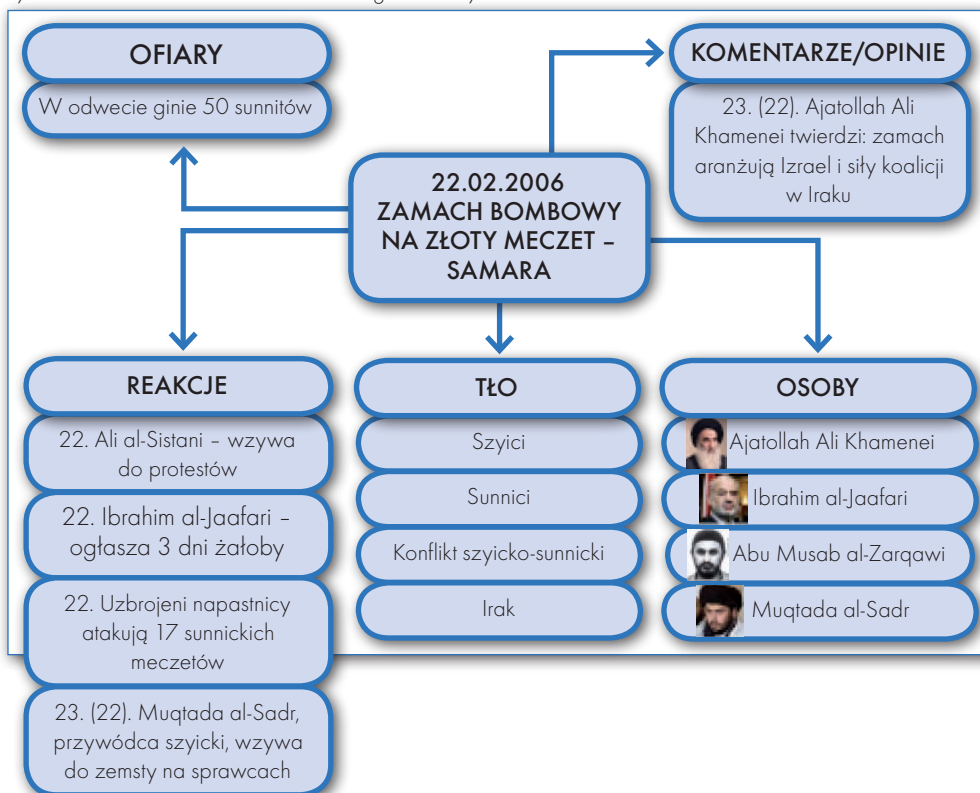 OFIARY
W odwecie ginie 50 sunnitów
KOMENTARZE/OPINIE
23. (22). Ajatollah Ali
Khamenei twierdzi: zamach
aranżują Izrael i siły koalicji
w Iraku
22.02.2006
ZAMACH BOMBOWY
NA ZŁOTY MECZET –
SAMARA
REAKCJE
22. Ali al-Sistani – wzywa
do protestów
22. Ibrahim al-Jaafari –
ogłasza 3 dni żałoby
22. Uzbrojeni napastnicy
atakują 17 sunnickich
meczetów
23. (22). Muqtada al-Sadr,
przywódca szyicki, wzywa
do zemsty na sprawcach
TŁO
Szyici
Sunnici
Konflikt szyicko-sunnicki
Irak
OSOBY
Ajatollah Ali Khamenei
Ibrahim al-Jaafari
Abu Musab al-Zarqawi
Muqtada al-Sadr